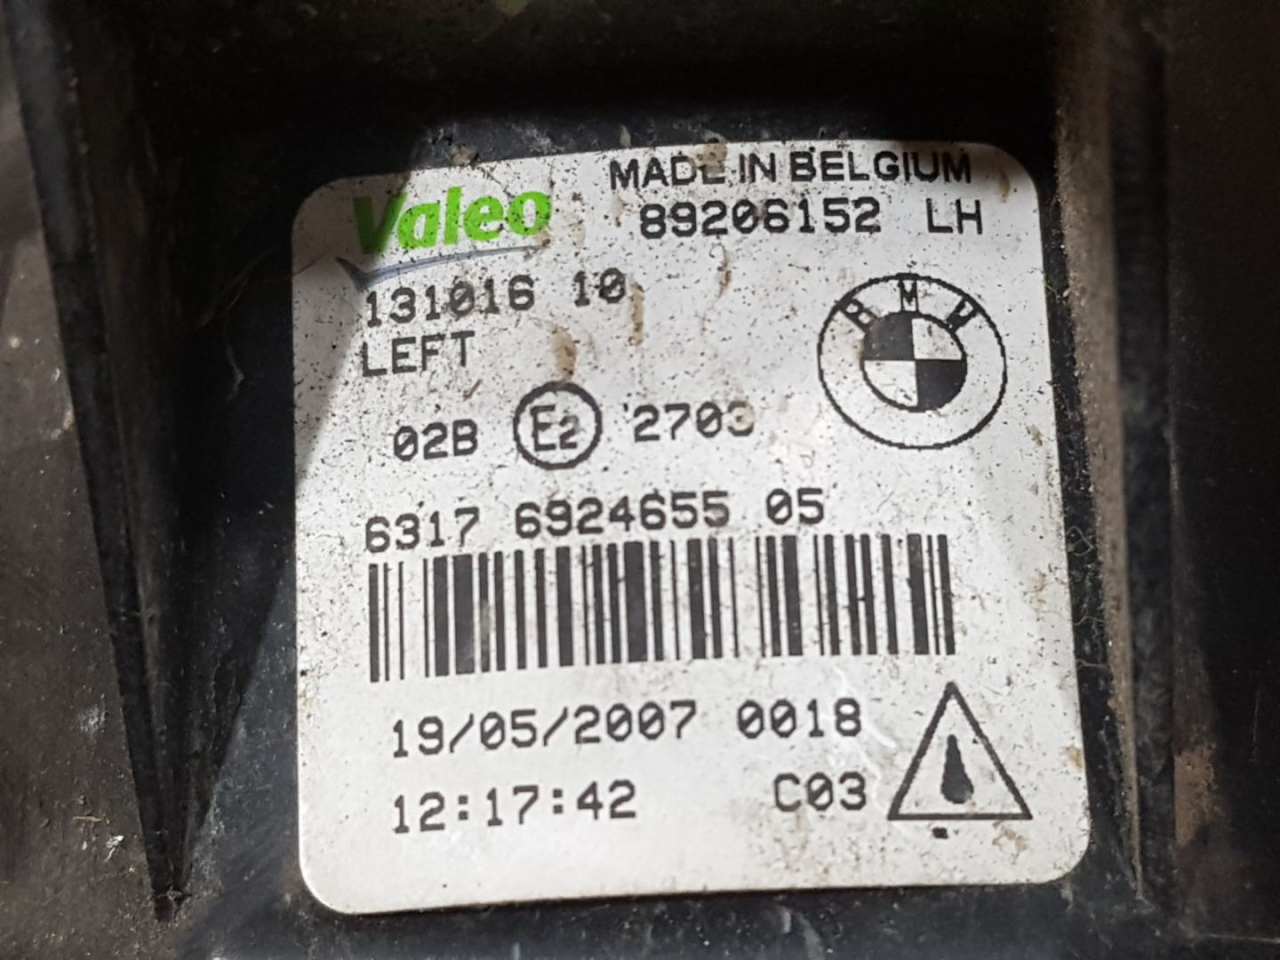 MADE IN BELGIUM
Valeo 89206152 LH
131016 10
BMW
LEFT
02B E2 2703
6317 6924655 05
19/05/2007 0018
12:17:42 C03